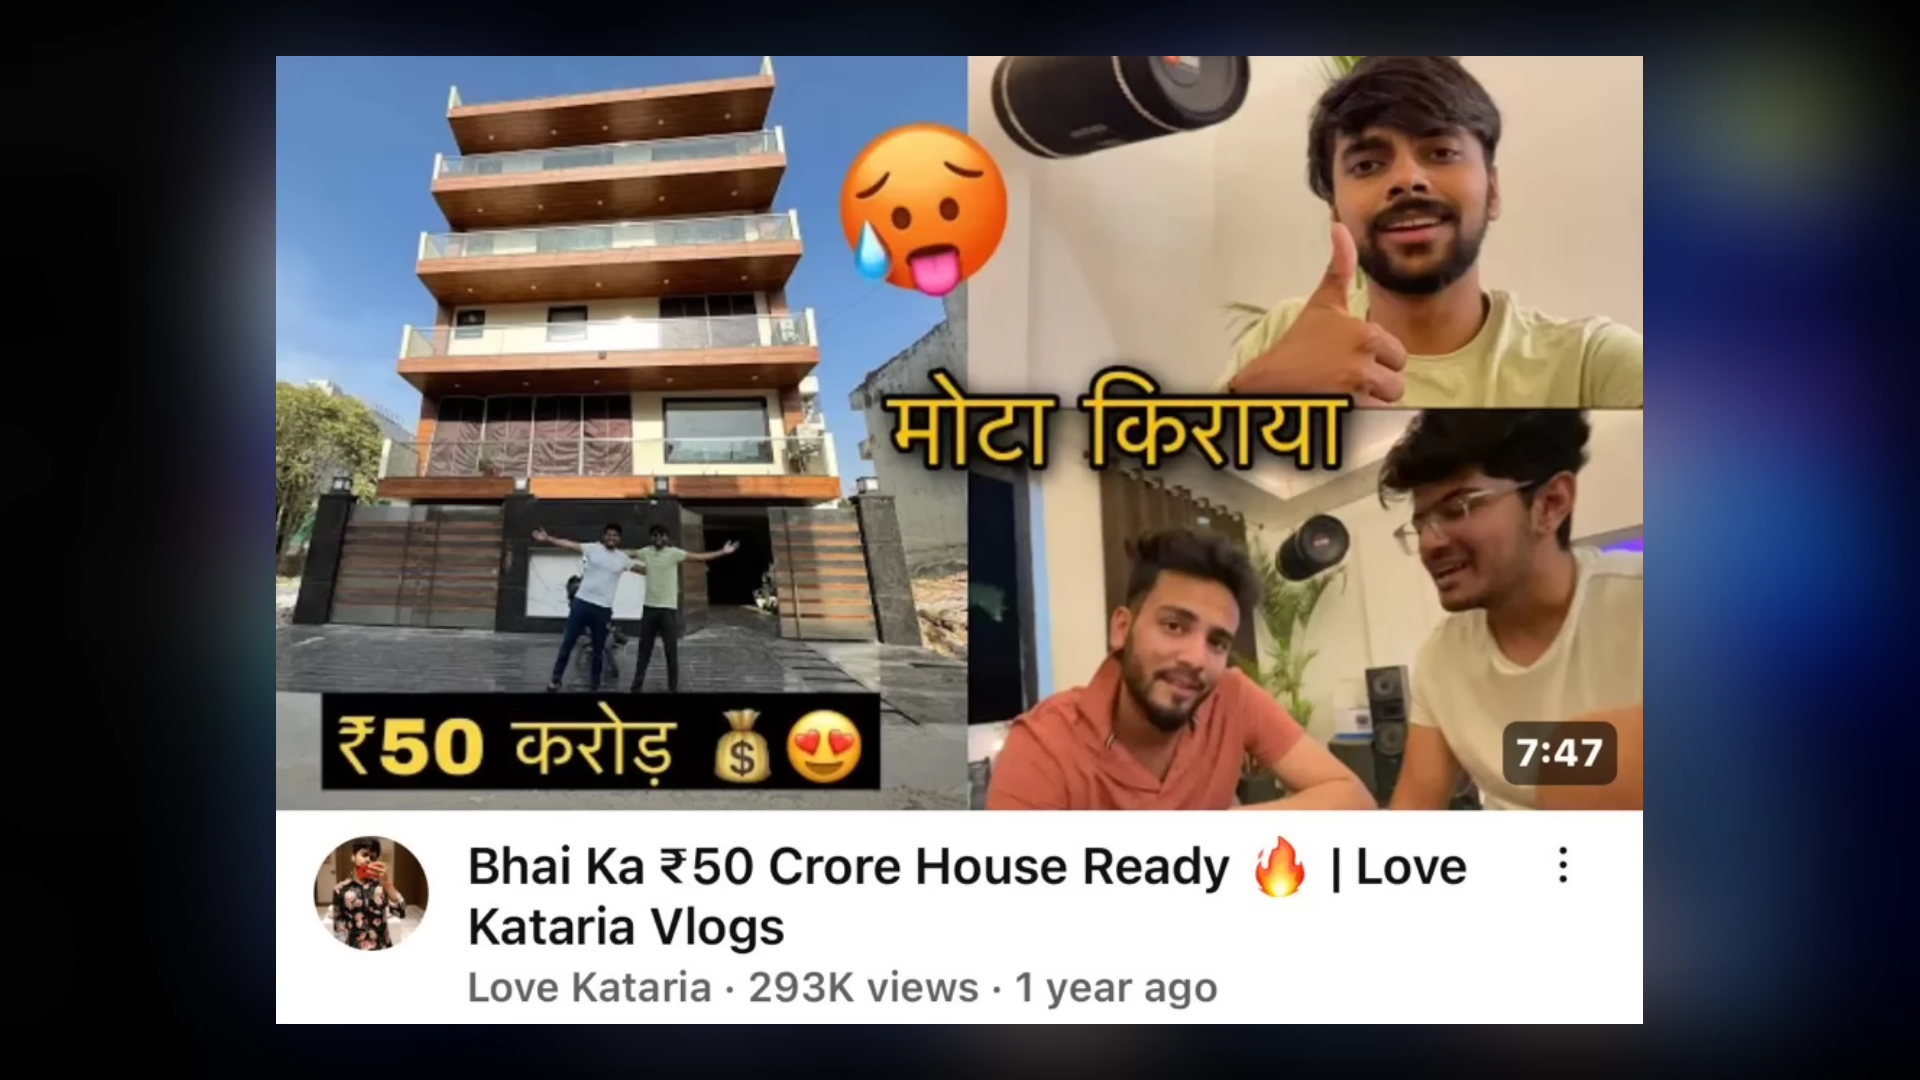 मोटा किराया
₹50 करोड़ 💰😍
7:47
Bhai Ka ₹50 Crore House Ready 🔥 | Love
Kataria Vlogs
Love Kataria · 293K views · 1 year ago